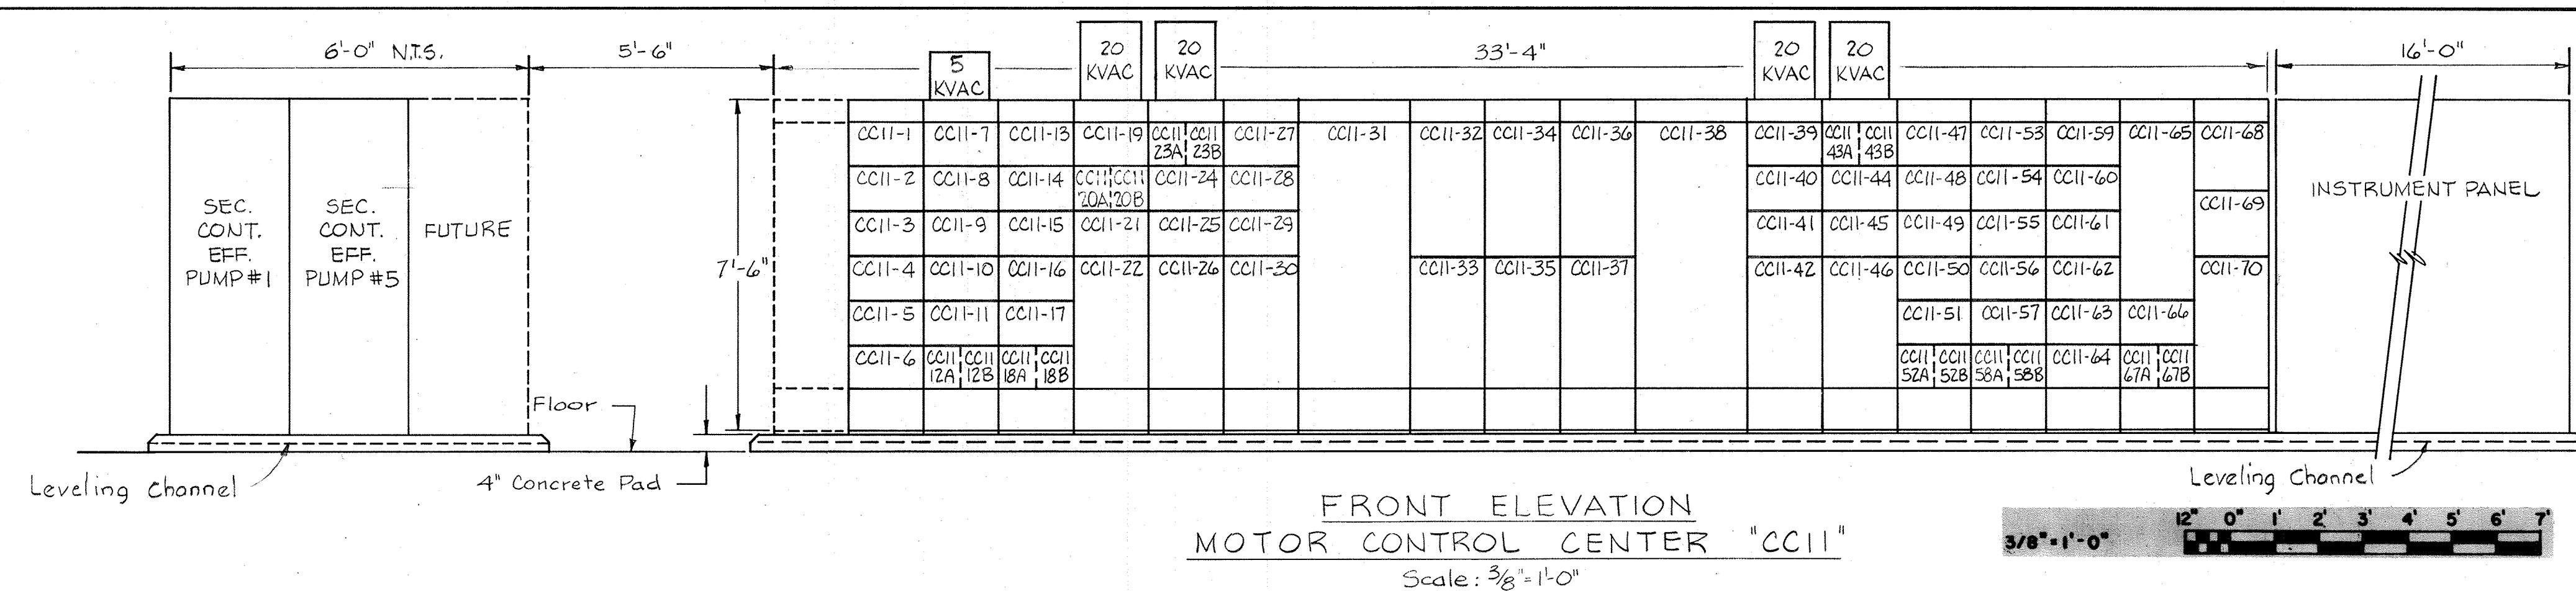 6'-0" N.T.S.
5'-6"
5
KVAC
20
KVAC
20
KVAC
33'-4"
20
KVAC
20
KVAC
16'-0"
SEC.
CONT.
EFF.
PUMP #1
SEC.
CONT.
EFF.
PUMP #5
FUTURE
7'-6"
CC11-1 CC11-7 CC11-13 CC11-19 CC11 CC11 CC11-27 CC11-31 CC11-32 CC11-34 CC11-36 CC11-38 CC11-39 CC11 CC11 CC11-47 CC11-53 CC11-59 CC11-65 CC11-68
23A 23B 43A 43B
CC11-2 CC11-8 CC11-14 CC11 CC11 CC11-24 CC11-28 CC11-40 CC11-44 CC11-48 CC11-54 CC11-60
20A 20B CC11-69
CC11-3 CC11-9 CC11-15 CC11-21 CC11-25 CC11-29 CC11-41 CC11-45 CC11-49 CC11-55 CC11-61
CC11-4 CC11-10 CC11-16 CC11-22 CC11-26 CC11-30 CC11-33 CC11-35 CC11-37 CC11-42 CC11-46 CC11-50 CC11-56 CC11-62 CC11-70
CC11-5 CC11-11 CC11-17 CC11-51 CC11-57 CC11-63 CC11-66
CC11-6 CC11 CC11 CC11 CC11 CC11 CC11 CC11 CC11 CC11-64 CC11 CC11
12A 12B 18A 18B 52A 52B 58A 58B 67A 67B
INSTRUMENT PANEL
Floor
Leveling Channel
4" Concrete Pad
Leveling Channel
FRONT ELEVATION
MOTOR CONTROL CENTER "CC11"
Scale: 3/8"=1'-0"
12" 0" 1' 2' 3' 4' 5' 6' 7'
3/8"=1'-0"